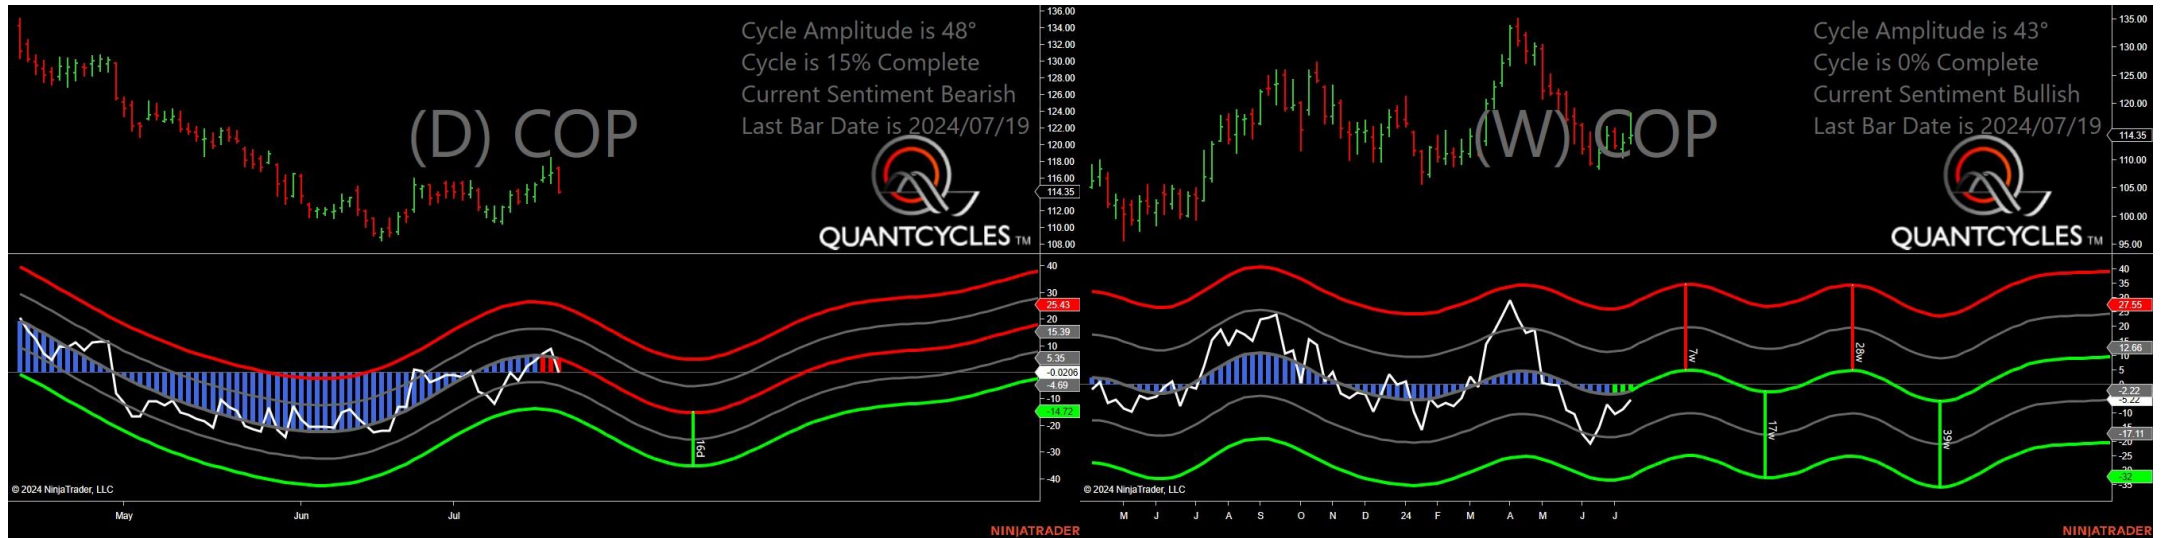 Cycle Amplitude is 48°
Cycle is 15% Complete
Current Sentiment Bearish
Last Bar Date is 2024/07/19
(D) COP
QUANTCYCLES TM
136.00
134.00
132.00
130.00
128.00
126.00
124.00
122.00
120.00
118.00
116.00
114.35
112.00
110.00
108.00
40
30
25.43
20
15.39
10
5.35
-0.0206
-4.69
-10
-14.72
-20
-30
-40
16d
© 2024 NinjaTrader, LLC
May Jun Jul
NINJATRADER
Cycle Amplitude is 43°
Cycle is 0% Complete
Current Sentiment Bullish
Last Bar Date is 2024/07/19
(W) COP
QUANTCYCLES TM
135.00
130.00
125.00
120.00
114.35
110.00
105.00
100.00
95.00
40
35
30
27.55
25
20
15
12.66
10
5
0
-2.22
-5.22
-10
-15
-17.11
-20
-25
-30
-32
-35
7w
17w
28w
39w
© 2024 NinjaTrader, LLC
M J J A S O N D 24 F M A M J J
NINJATRADER